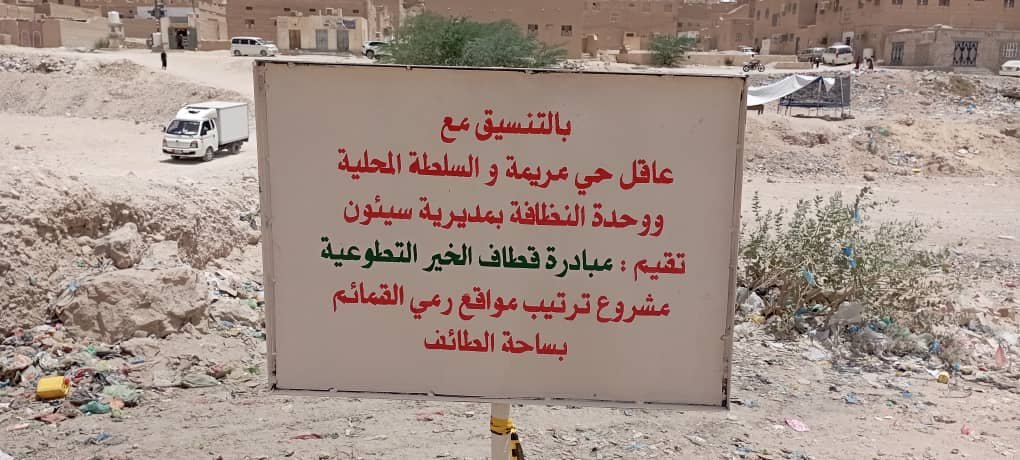 بالتنسيق مع
عاقل حي مريمة و السلطة المحلية
ووحدة النظافة بمديرية سيئون
تقيم : مبادرة قطاف الخير التطوعية
مشروع ترتيب مواقع رمي القمائم
بساحة الطائف